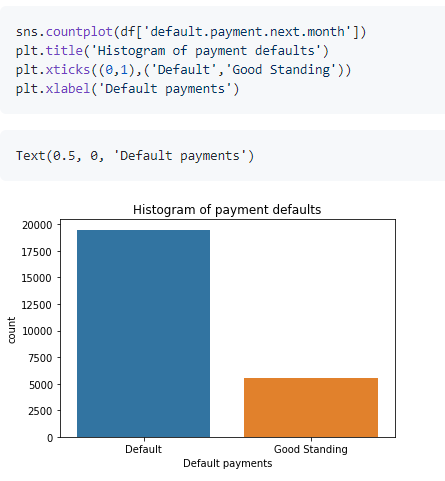 sns.countplot(df['default.payment.next.month'])
plt.title('Histogram of payment defaults')
plt.xticks((0,1),('Default','Good Standing'))
plt.xlabel('Default payments')
Text(0.5, 0, 'Default payments')
Histogram of payment defaults
20000
17500
15000
12500
10000
7500
5000
2500
0
count
Default Good Standing
Default payments